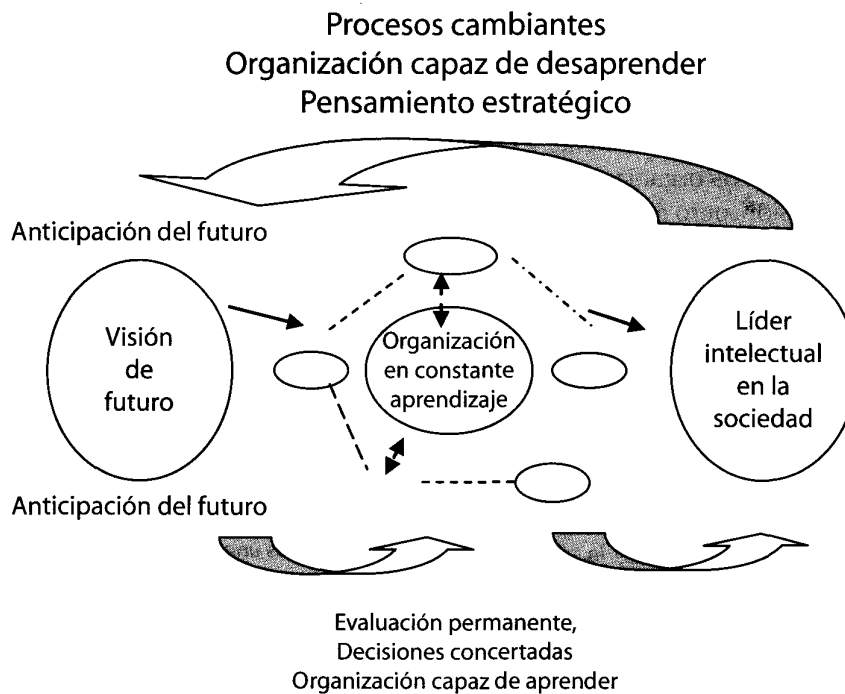 Procesos cambiantes
Organización capaz de desaprender
Pensamiento estratégico
Anticipación del futuro
Visión
de
futuro
Organización
en constante
aprendizaje
Líder
intelectual
en la
sociedad
Anticipación del futuro
Evaluación permanente,
Decisiones concertadas
Organización capaz de aprender